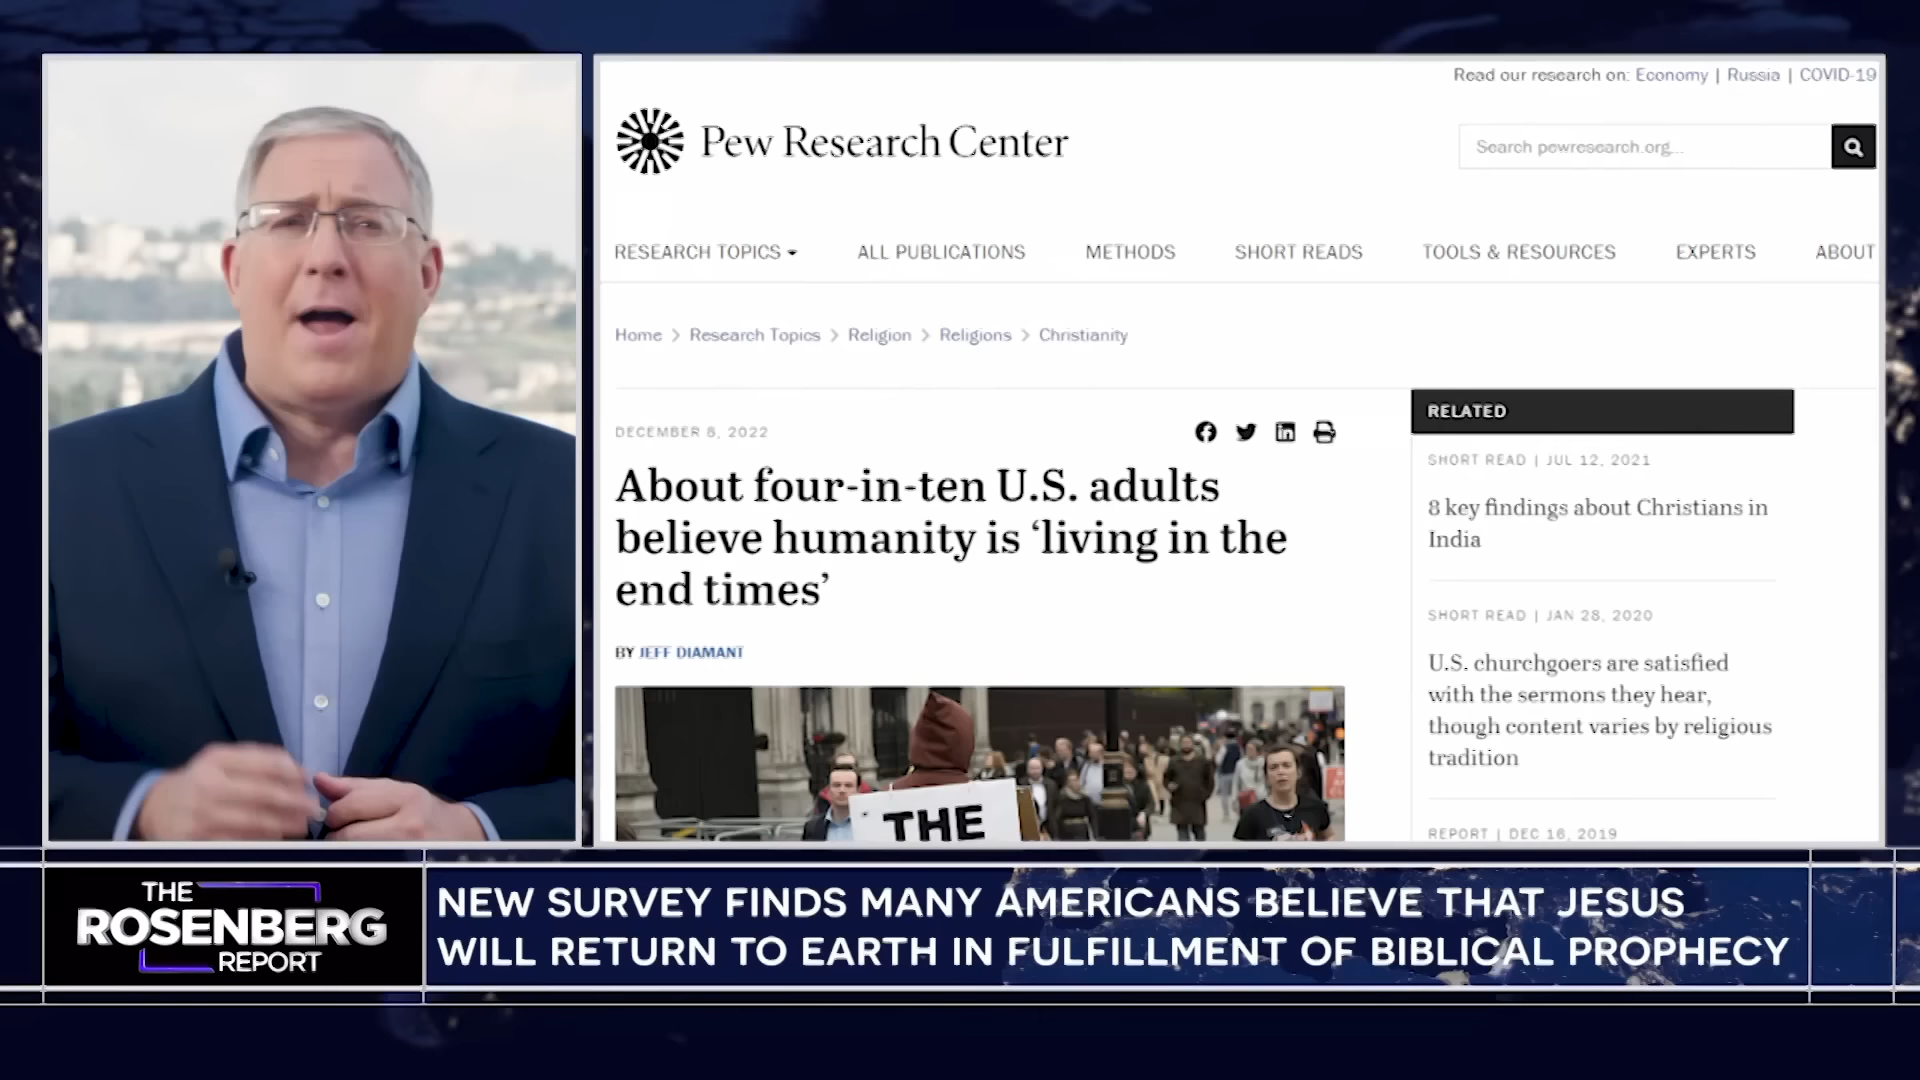 Read our research on: Economy | Russia | COVID-19
Pew Research Center
Search pewresearch.org...
RESEARCH TOPICS
ALL PUBLICATIONS
METHODS
SHORT READS
TOOLS & RESOURCES
EXPERTS
ABOUT
Home > Research Topics > Religion > Religions > Christianity
DECEMBER 8, 2022
About four-in-ten U.S. adults
believe humanity is ‘living in the
end times’
BY JEFF DIAMANT
THE
RELATED
SHORT READ | JUL 12, 2021
8 key findings about Christians in
India
SHORT READ | JAN 28, 2020
U.S. churchgoers are satisfied
with the sermons they hear,
though content varies by religious
tradition
REPORT | DEC 16, 2019
THE
ROSENBERG
REPORT
NEW SURVEY FINDS MANY AMERICANS BELIEVE THAT JESUS
WILL RETURN TO EARTH IN FULFILLMENT OF BIBLICAL PROPHECY